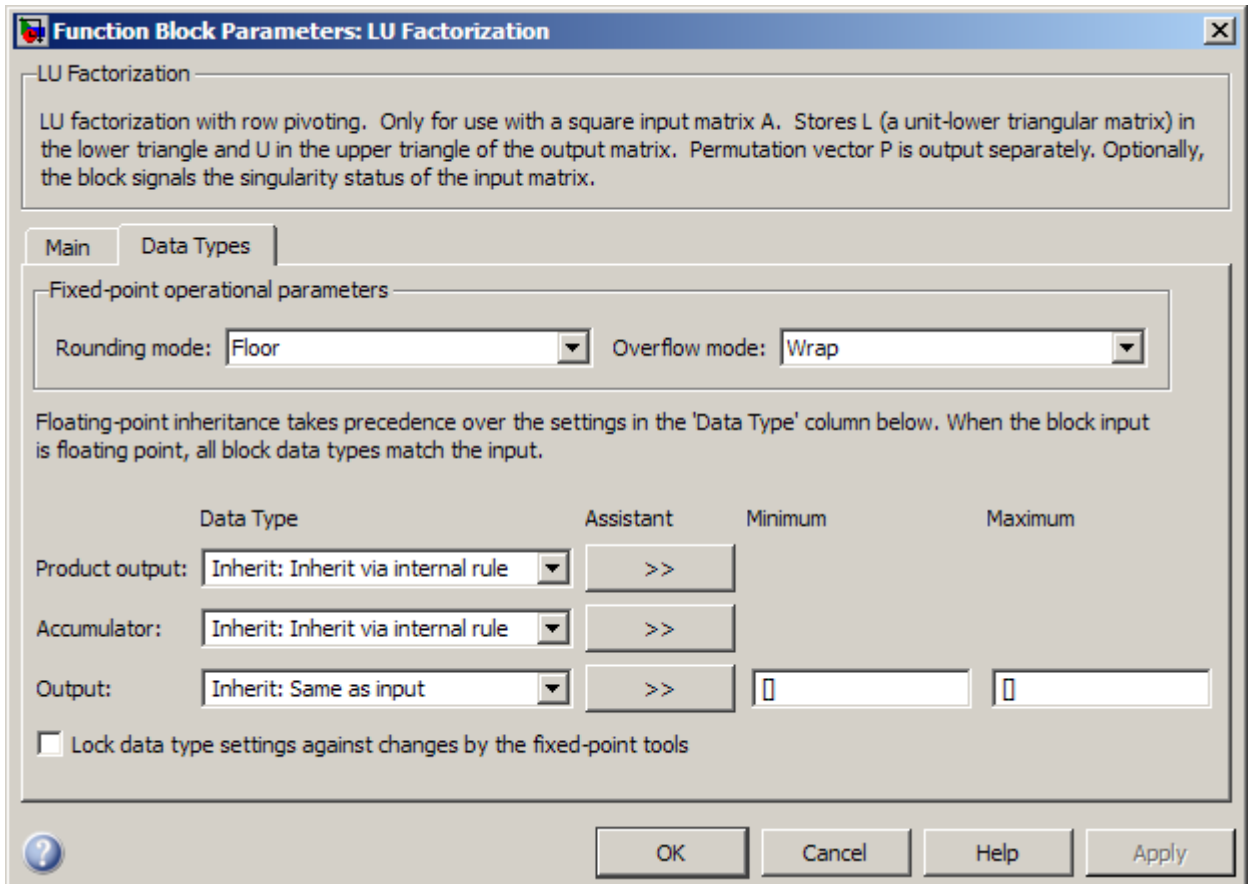 Function Block Parameters: LU Factorization
LU Factorization
LU factorization with row pivoting.  Only for use with a square input matrix A.  Stores L (a unit-lower triangular matrix) in
the lower triangle and U in the upper triangle of the output matrix.  Permutation vector P is output separately. Optionally,
the block signals the singularity status of the input matrix.
Main Data Types
Fixed-point operational parameters
Rounding mode: Floor Overflow mode: Wrap
Floating-point inheritance takes precedence over the settings in the 'Data Type' column below. When the block input
is floating point, all block data types match the input.
Data Type Assistant Minimum Maximum
Product output: Inherit: Inherit via internal rule >>
Accumulator: Inherit: Inherit via internal rule >>
Output: Inherit: Same as input >> [] []
Lock data type settings against changes by the fixed-point tools
? OK Cancel Help Apply